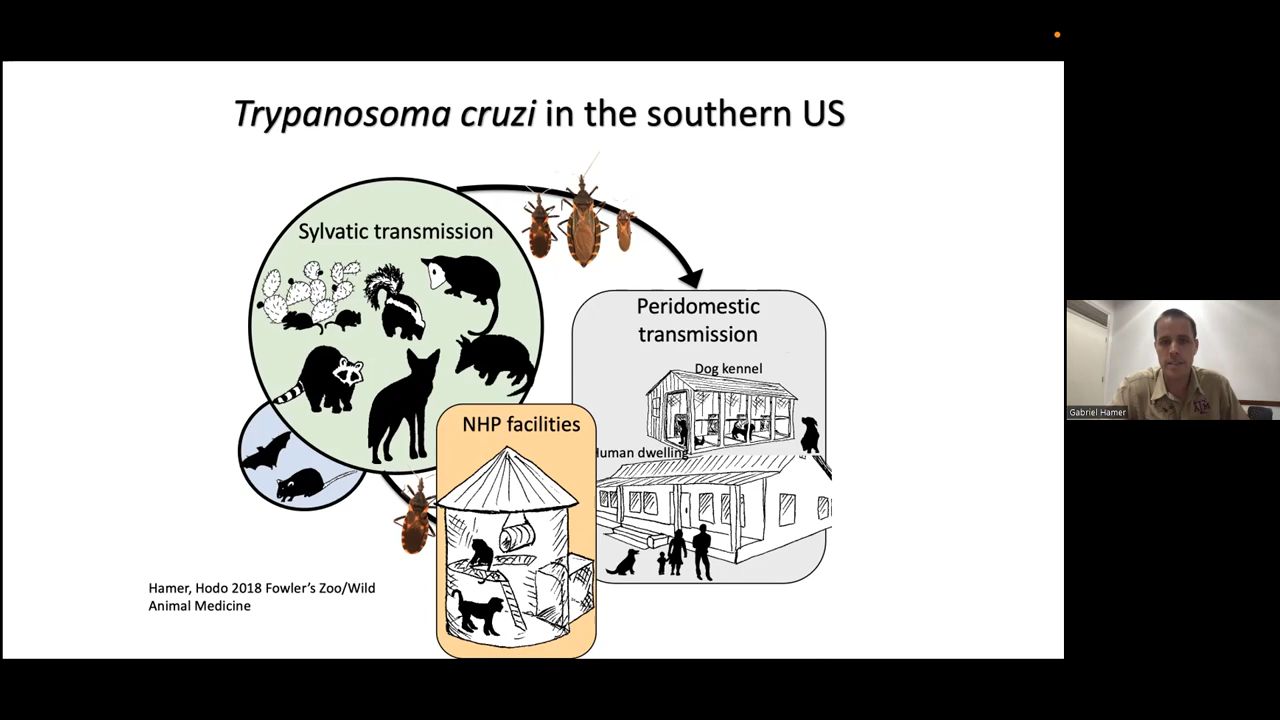 Trypanosoma cruzi in the southern US
Sylvatic transmission
Peridomestic
transmission
Dog kennel
NHP facilities
Human dwelling
Hamer, Hodo 2018 Fowler's Zoo/Wild
Animal Medicine
Gabriel Hamer